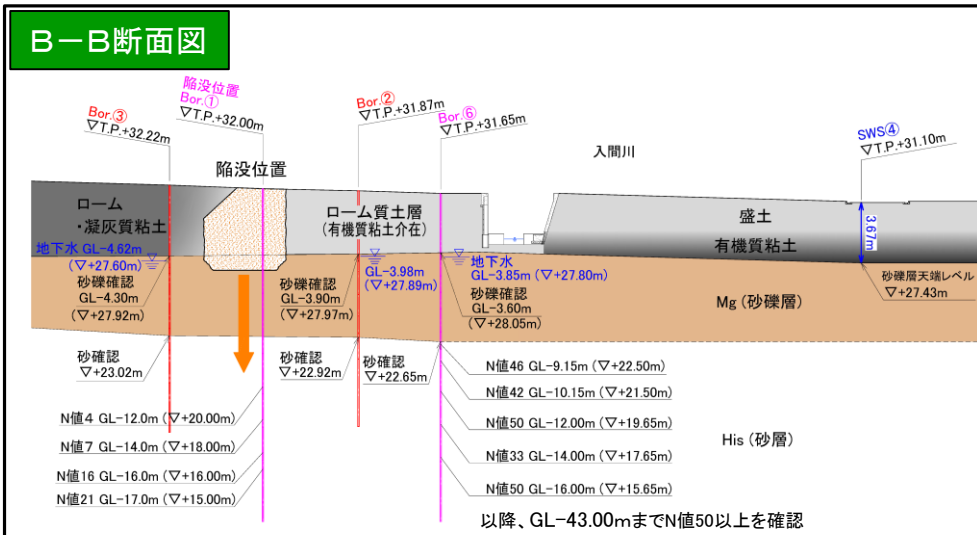 B－B断面図
陥没位置
Bor.①
▽T.P.+32.00m
Bor.③
▽T.P.+32.22m
Bor.②
▽T.P.+31.87m
Bor.⑥
▽T.P.+31.65m
入間川
SWS④
▽T.P.+31.10m
陥没位置
ローム
・凝灰質粘土
ローム質土層
(有機質粘土介在)
盛土
有機質粘土
3.67m
地下水 GL-4.62m
(▽+27.60m)
GL-3.98m
(▽+27.89m)
地下水
GL-3.85m (▽+27.80m)
砂礫確認
GL-4.30m
(▽+27.92m)
砂礫確認
GL-3.90m
(▽+27.97m)
砂礫確認
GL-3.60m
(▽+28.05m)
砂礫層天端レベル
▽+27.43m
Mg (砂礫層)
砂確認
▽+23.02m
砂確認
▽+22.92m
砂確認
▽+22.65m
N値4 GL-12.0m (▽+20.00m)
N値7 GL-14.0m (▽+18.00m)
N値16 GL-16.0m (▽+16.00m)
N値21 GL-17.0m (▽+15.00m)
N値46 GL-9.15m (▽+22.50m)
N値42 GL-10.15m (▽+21.50m)
N値50 GL-12.00m (▽+19.65m)
N値33 GL-14.00m (▽+17.65m)
N値50 GL-16.00m (▽+15.65m)
His (砂層)
以降、GL-43.00mまでN値50以上を確認